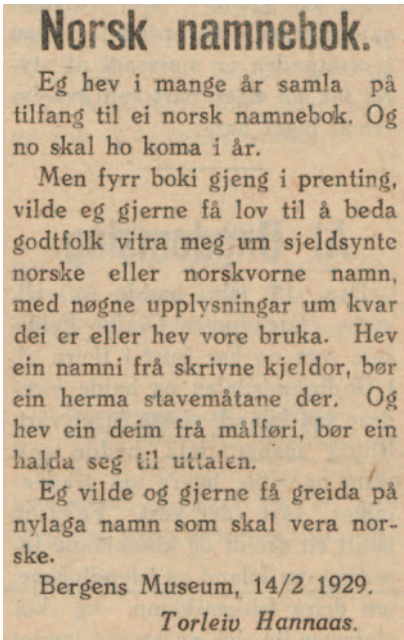 Norsk namnebok.
Eg hev i mange år samla på
tilfang til ei norsk namnebok. Og
no skal ho koma i år.
Men fyrr boki gjeng i prenting,
vilde eg gjerne få lov til å beda
godtfolk vitra meg um sjeldsynte
norske eller norskvorne namn,
med nøgne upplysningar um kvar
dei er eller hev vore bruka. Hev
ein namni frå skrivne kjeldor, bør
ein herma stavemåtane der. Og
hev ein deim frå målføri, bør ein
halda seg til uttalen.
Eg vilde og gjerne få greida på
nylaga namn som skal vera nor-
ske.
Bergens Museum, 14/2 1929.
Torleiv Hannaas.